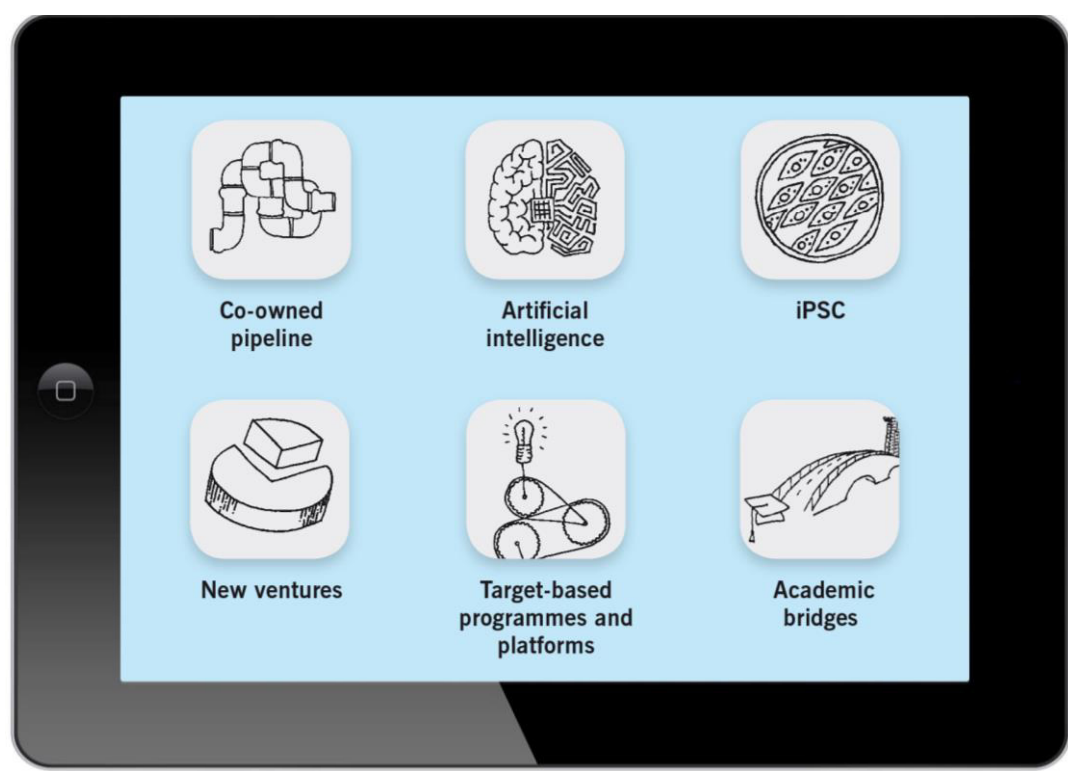 Co-owned
pipeline
Artificial
intelligence
iPSC
New ventures
Target-based
programmes and
platforms
Academic
bridges